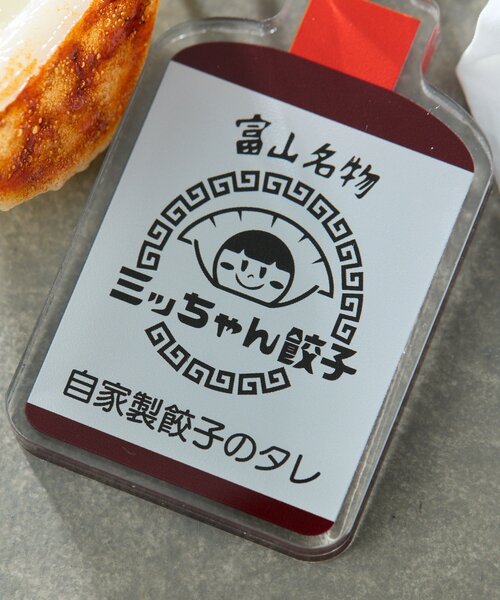 富山名物
ミッちゃん餃子
自家製餃子のタレ